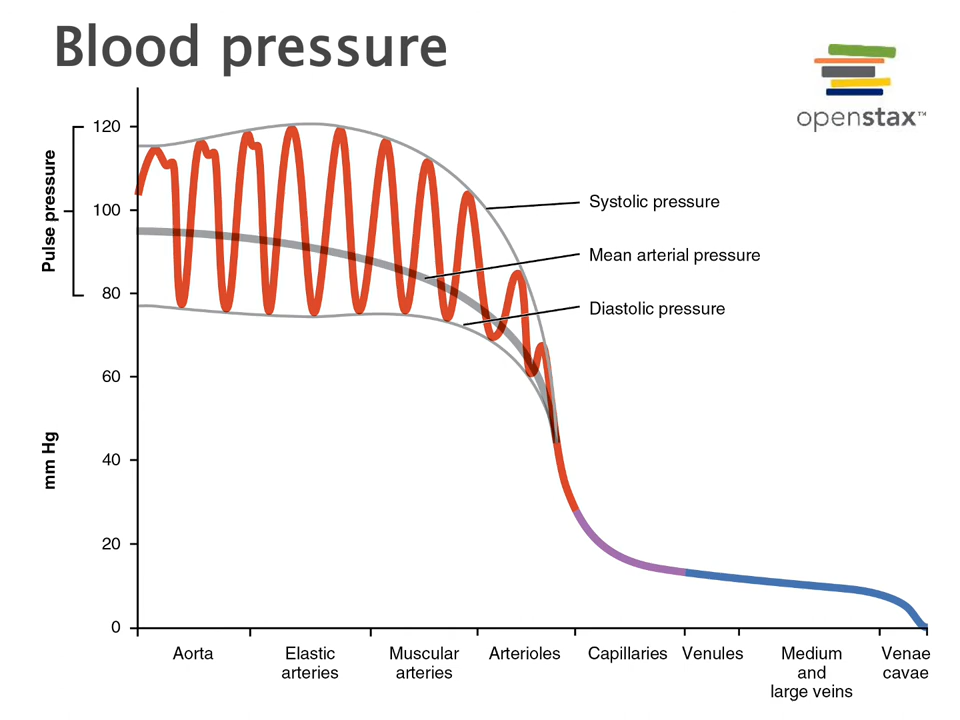 Blood pressure
openstax™
Pulse pressure
mm Hg
120
100
80
60
40
20
0
Systolic pressure
Mean arterial pressure
Diastolic pressure
Aorta
Elastic
arteries
Muscular
arteries
Arterioles
Capillaries
Venules
Medium
and
large veins
Venae
cavae